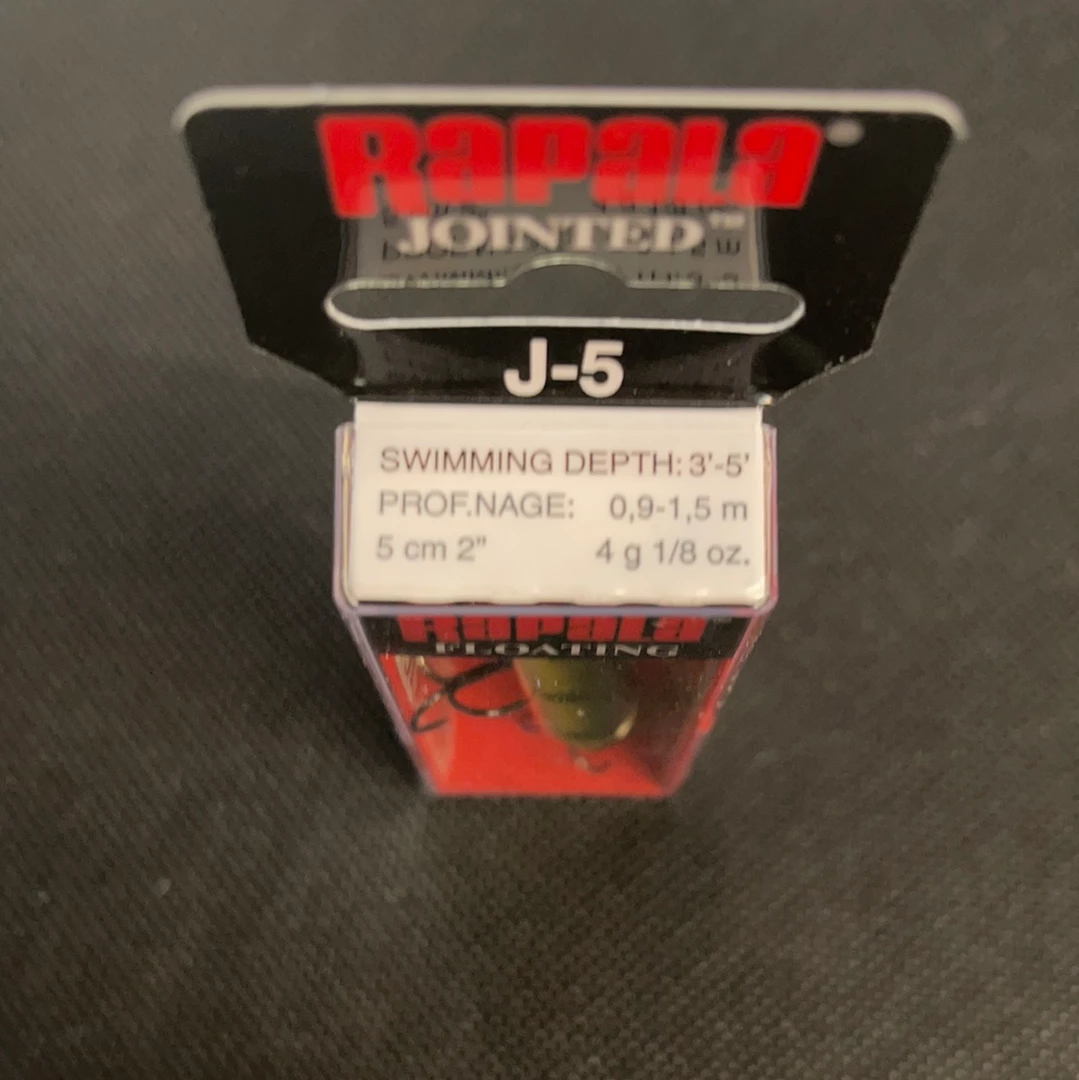 Rapala®
JOINTED™
J-5
SWIMMING DEPTH: 3'-5'
PROF.NAGE: 0,9-1,5 m
5 cm 2" 4 g 1/8 oz.
Rapala
FLOATING